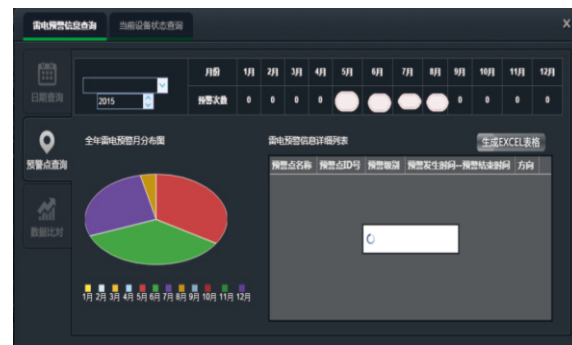 雷电预警信息查询 当前设备状态查询 X
日期查询
预警点查询
数据比对
2015
月份 1月 2月 3月 4月 5月 6月 7月 8月 9月 10月 11月 12月
预警次数 0 0 0 0 0 0 0 0
全年雷电预警月分布图
雷电预警信息详细列表 生成EXCEL表格
预警点名称 预警点ID号 预警级别 预警发生时间--预警结束时间 方向
1月 2月 3月 4月 5月 6月 7月 8月 9月 10月 11月 12月